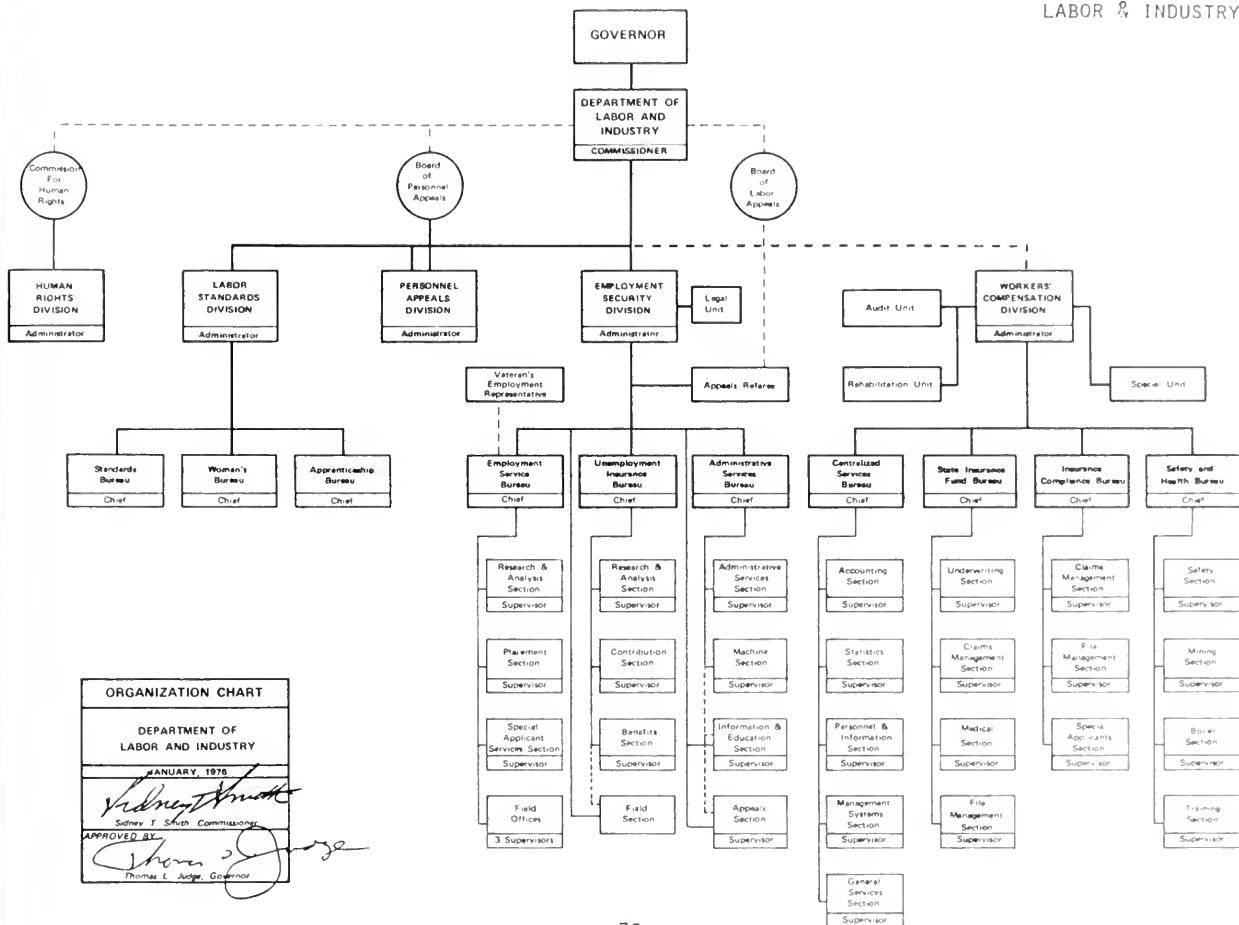 LABOR & INDUSTRY
GOVERNOR
DEPARTMENT OF
LABOR AND
INDUSTRY
COMMISSIONER
Commission
For
Human
Rights
Board
of
Personnel
Appeals
Board
of
Labor
Appeals
HUMAN
RIGHTS
DIVISION
Administrator
LABOR
STANDARDS
DIVISION
Administrator
PERSONNEL
APPEALS
DIVISION
Administrator
EMPLOYMENT
SECURITY
DIVISION
Administrator
Legal
Unit
Audit Unit
WORKERS'
COMPENSATION
DIVISION
Administrator
Veteran's
Employment
Representative
Appeals Referee
Rehabilitation Unit
Special Unit
Standards
Bureau
Chief
Woman's
Bureau
Chief
Apprenticeship
Bureau
Chief
Employment
Service
Bureau
Chief
Unemployment
Insurance Bureau
Chief
Administrative
Services
Bureau
Chief
Centralized
Services
Bureau
Chief
State Insurance
Fund Bureau
Chief
Insurance
Compliance Bureau
Chief
Safety and
Health Bureau
Chief
Research &
Analysis
Section
Supervisor
Research &
Analysis
Section
Supervisor
Administrative
Services
Section
Supervisor
Accounting
Section
Supervisor
Underwriting
Section
Supervisor
Claims
Management
Section
Supervisor
Safety
Section
Supervisor
Placement
Section
Supervisor
Contribution
Section
Supervisor
Machine
Section
Supervisor
Statistics
Section
Supervisor
Claims
Management
Section
Supervisor
File
Management
Section
Supervisor
Mining
Section
Supervisor
Special
Applicant
Services Section
Supervisor
Benefits
Section
Supervisor
Information &
Education
Section
Supervisor
Personnel &
Information
Section
Supervisor
Medical
Section
Supervisor
Special
Applicants
Section
Supervisor
Boiler
Section
Supervisor
Field
Offices
3 Supervisors
Field
Section
Appeals
Section
Supervisor
Management
Systems
Section
Supervisor
File
Management
Section
Supervisor
Training
Section
Supervisor
General
Services
Section
Supervisor
ORGANIZATION CHART
DEPARTMENT OF
LABOR AND INDUSTRY
JANUARY, 1976
Sidney T Smith
Sidney T Smith Commissioner
APPROVED BY
Thomas L Judge
Thomas L Judge, Governor